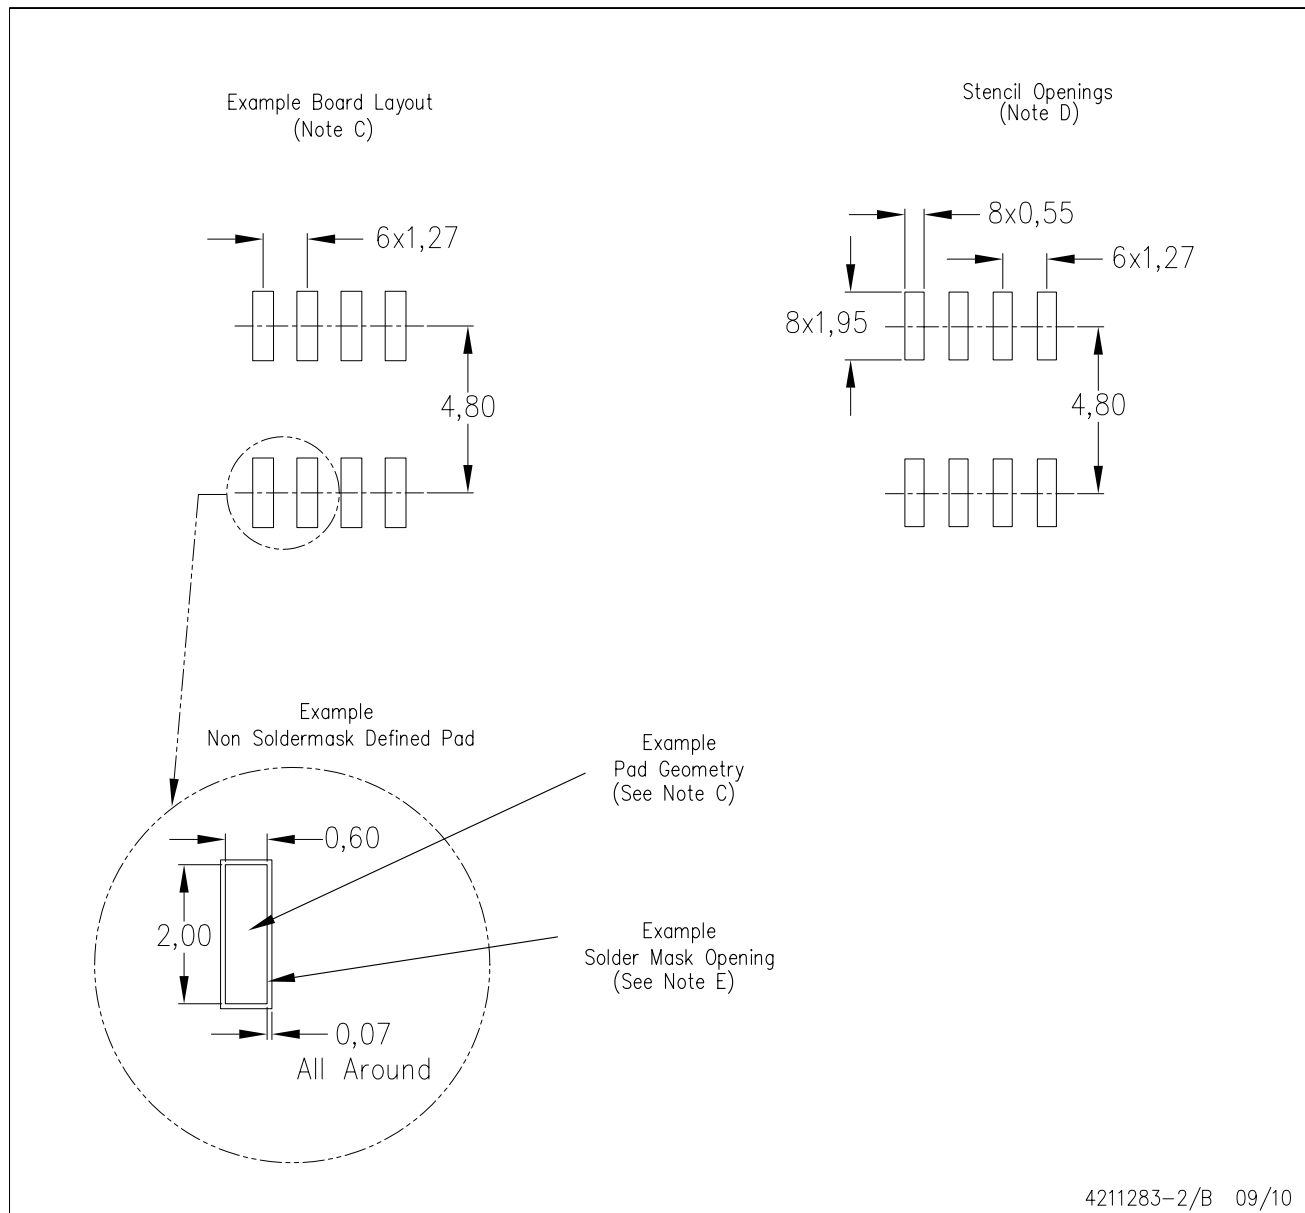 Example Board Layout
(Note C)
6x1,27
4,80
Stencil Openings
(Note D)
8x0,55
6x1,27
8x1,95
4,80
Example
Non Soldermask Defined Pad
0,60
2,00
0,07
All Around
Example
Pad Geometry
(See Note C)
Example
Solder Mask Opening
(See Note E)
4211283-2/B 09/10